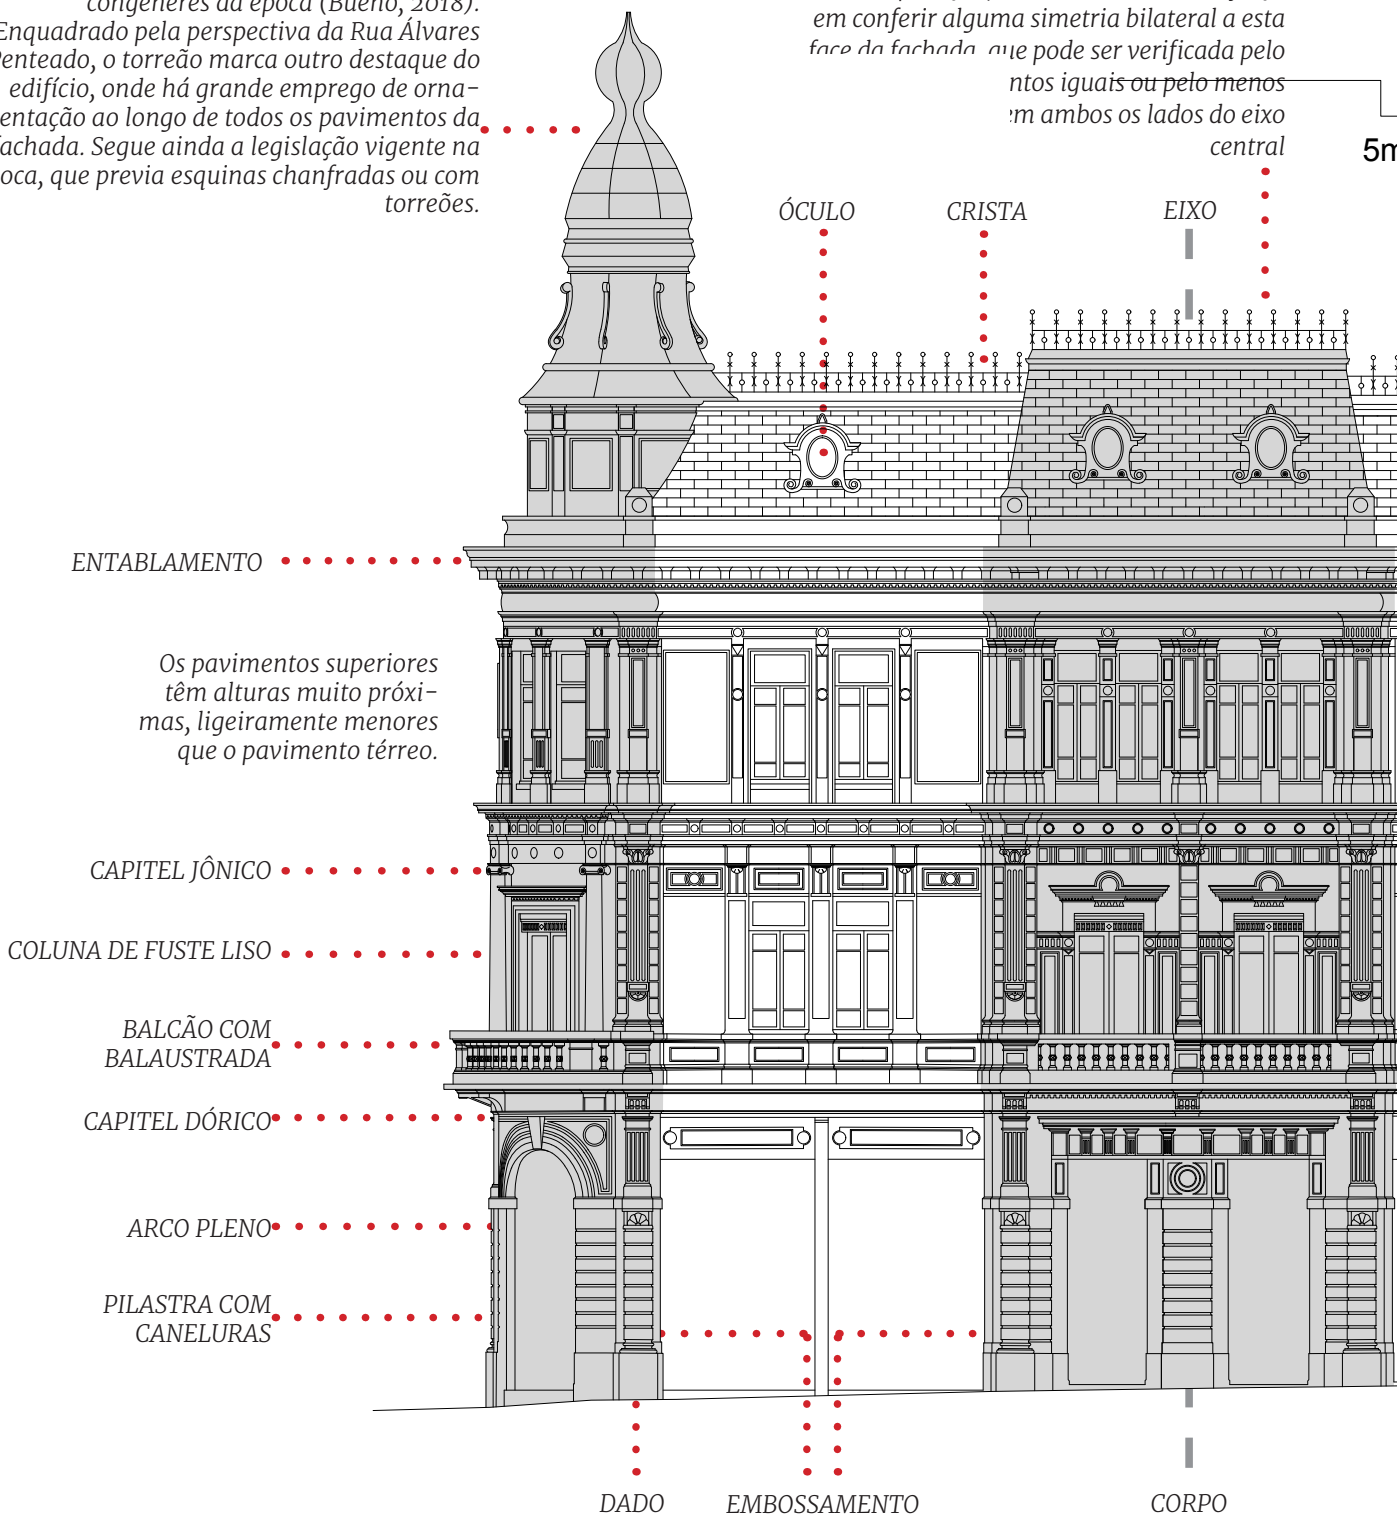 congêneres da época (Bueno, 2018).
Enquadrado pela perspectiva da Rua Álvares
Penteado, o torreão marca outro destaque do
edifício, onde há grande emprego de orna-
entação ao longo de todos os pavimentos da
fachada. Segue ainda a legislação vigente na
oca, que previa esquinas chanfradas ou com
torreões.
em conferir alguma simetria bilateral a esta
face da fachada, que pode ser verificada pelo
ntos iguais ou pelo menos
em ambos os lados do eixo
central
5m
ÓCULO
CRISTA
EIXO
ENTABLAMENTO
Os pavimentos superiores
têm alturas muito próxi-
mas, ligeiramente menores
que o pavimento térreo.
CAPITEL JÔNICO
COLUNA DE FUSTE LISO
BALCÃO COM
BALAUSTRADA
CAPITEL DÓRICO
ARCO PLENO
PILASTRA COM
CANELURAS
DADO
EMBOSSAMENTO
CORPO